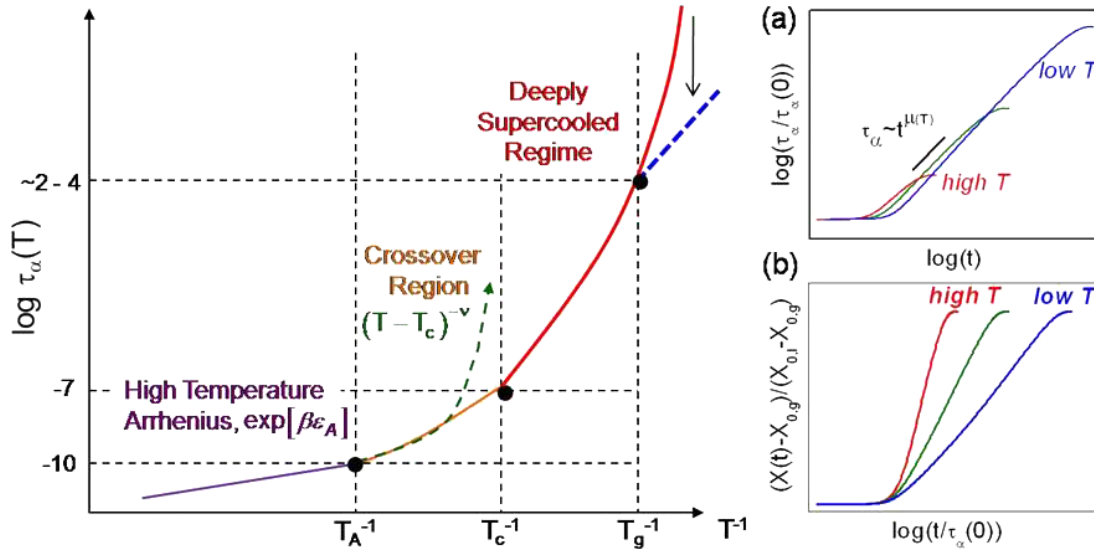 log τα(T)
~2 - 4
-7
-10
Deeply
Supercooled
Regime
Crossover
Region
(T – Tc)^–ν
High Temperature
Arrhenius, exp[βεA]
TA^-1
Tc^-1
Tg^-1
T^-1
(a)
log(τα/τα(0))
low T
τα~t^μ(T)
high T
log(t)
(b)
(X(t)-X0,g)/(X0,l-X0,g)
high T
low T
log(t/τα(0))